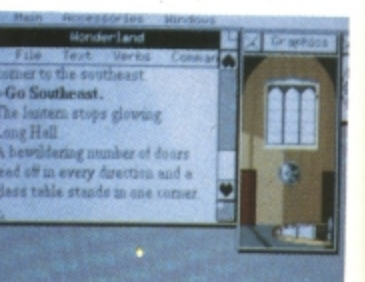 Main Accessories Windows
Wonderland
Graphics
File Text Verbs Comman
corner to the southeast
Go Southeast.
The lantern stops glowing
Long Hall
A bewildering number of doors
lead off in every direction and a
glass table stands in one corner